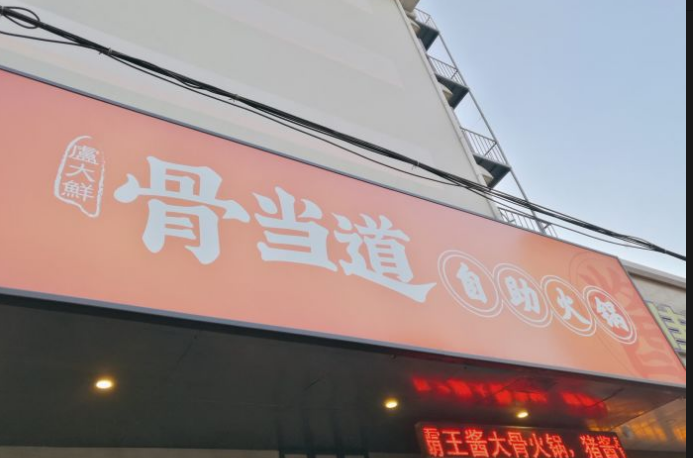 盧大鮮
骨当道
自助火锅
霸王酱大骨火锅，猪酱